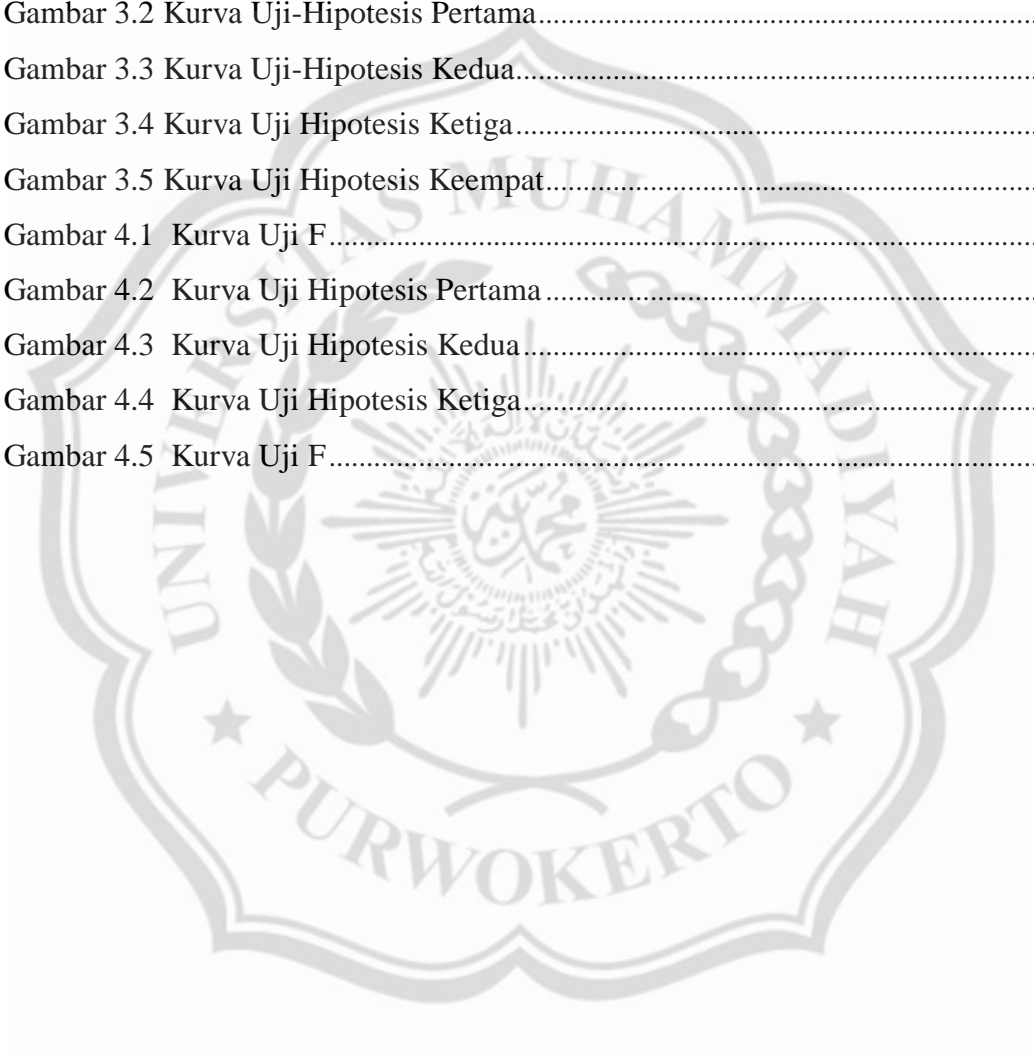 Gambar 3.2 Kurva Uji-Hipotesis Pertama
Gambar 3.3 Kurva Uji-Hipotesis Kedua
Gambar 3.4 Kurva Uji Hipotesis Ketiga
Gambar 3.5 Kurva Uji Hipotesis Keempat
Gambar 4.1 Kurva Uji F
Gambar 4.2 Kurva Uji Hipotesis Pertama
Gambar 4.3 Kurva Uji Hipotesis Kedua
Gambar 4.4 Kurva Uji Hipotesis Ketiga
Gambar 4.5 Kurva Uji F
UNIVERSITAS MUHAMMADIYAH
PURWOKERTO